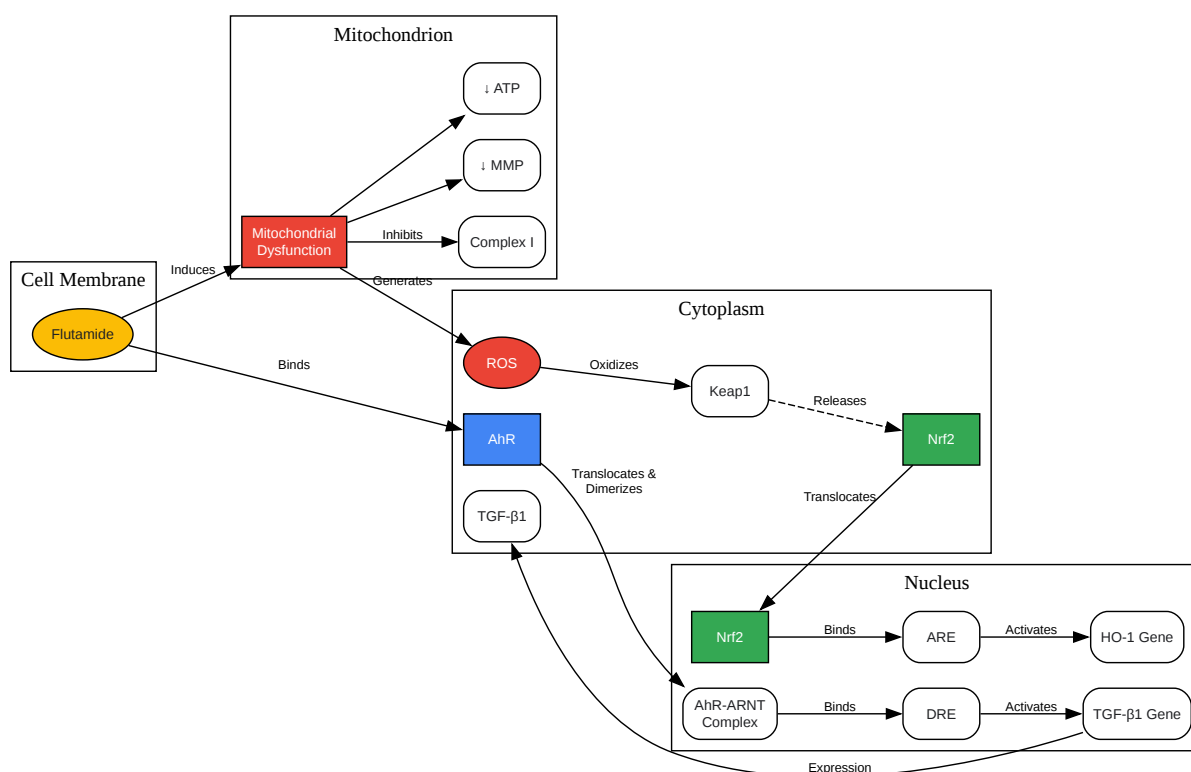 Mitochondrion
↓ ATP
↓ MMP
Mitochondrial
Dysfunction
Inhibits
Complex I
Induces
Generates
Cell Membrane
Flutamide
Binds
Cytoplasm
ROS
Oxidizes
Keap1
Releases
AhR
Nrf2
Translocates &
Dimerizes
Translocates
TGF-β1
Nucleus
Nrf2
Binds
ARE
Activates
HO-1 Gene
AhR-ARNT
Complex
Binds
DRE
Activates
TGF-β1 Gene
Expression